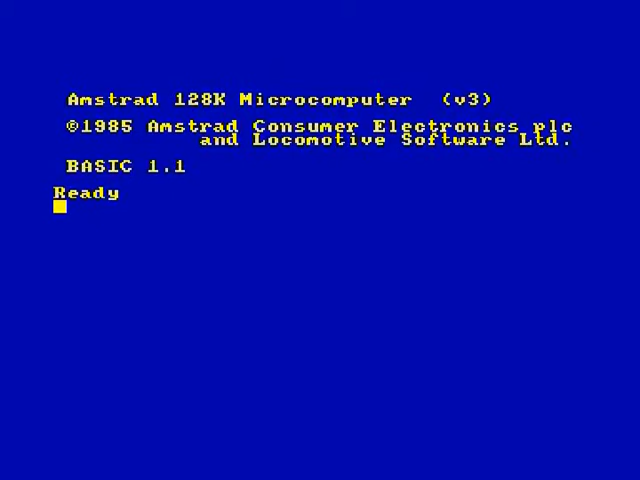 Amstrad 128K Microcomputer (v3)
©1985 Amstrad Consumer Electronics plc
and Locomotive Software Ltd.
BASIC 1.1
Ready